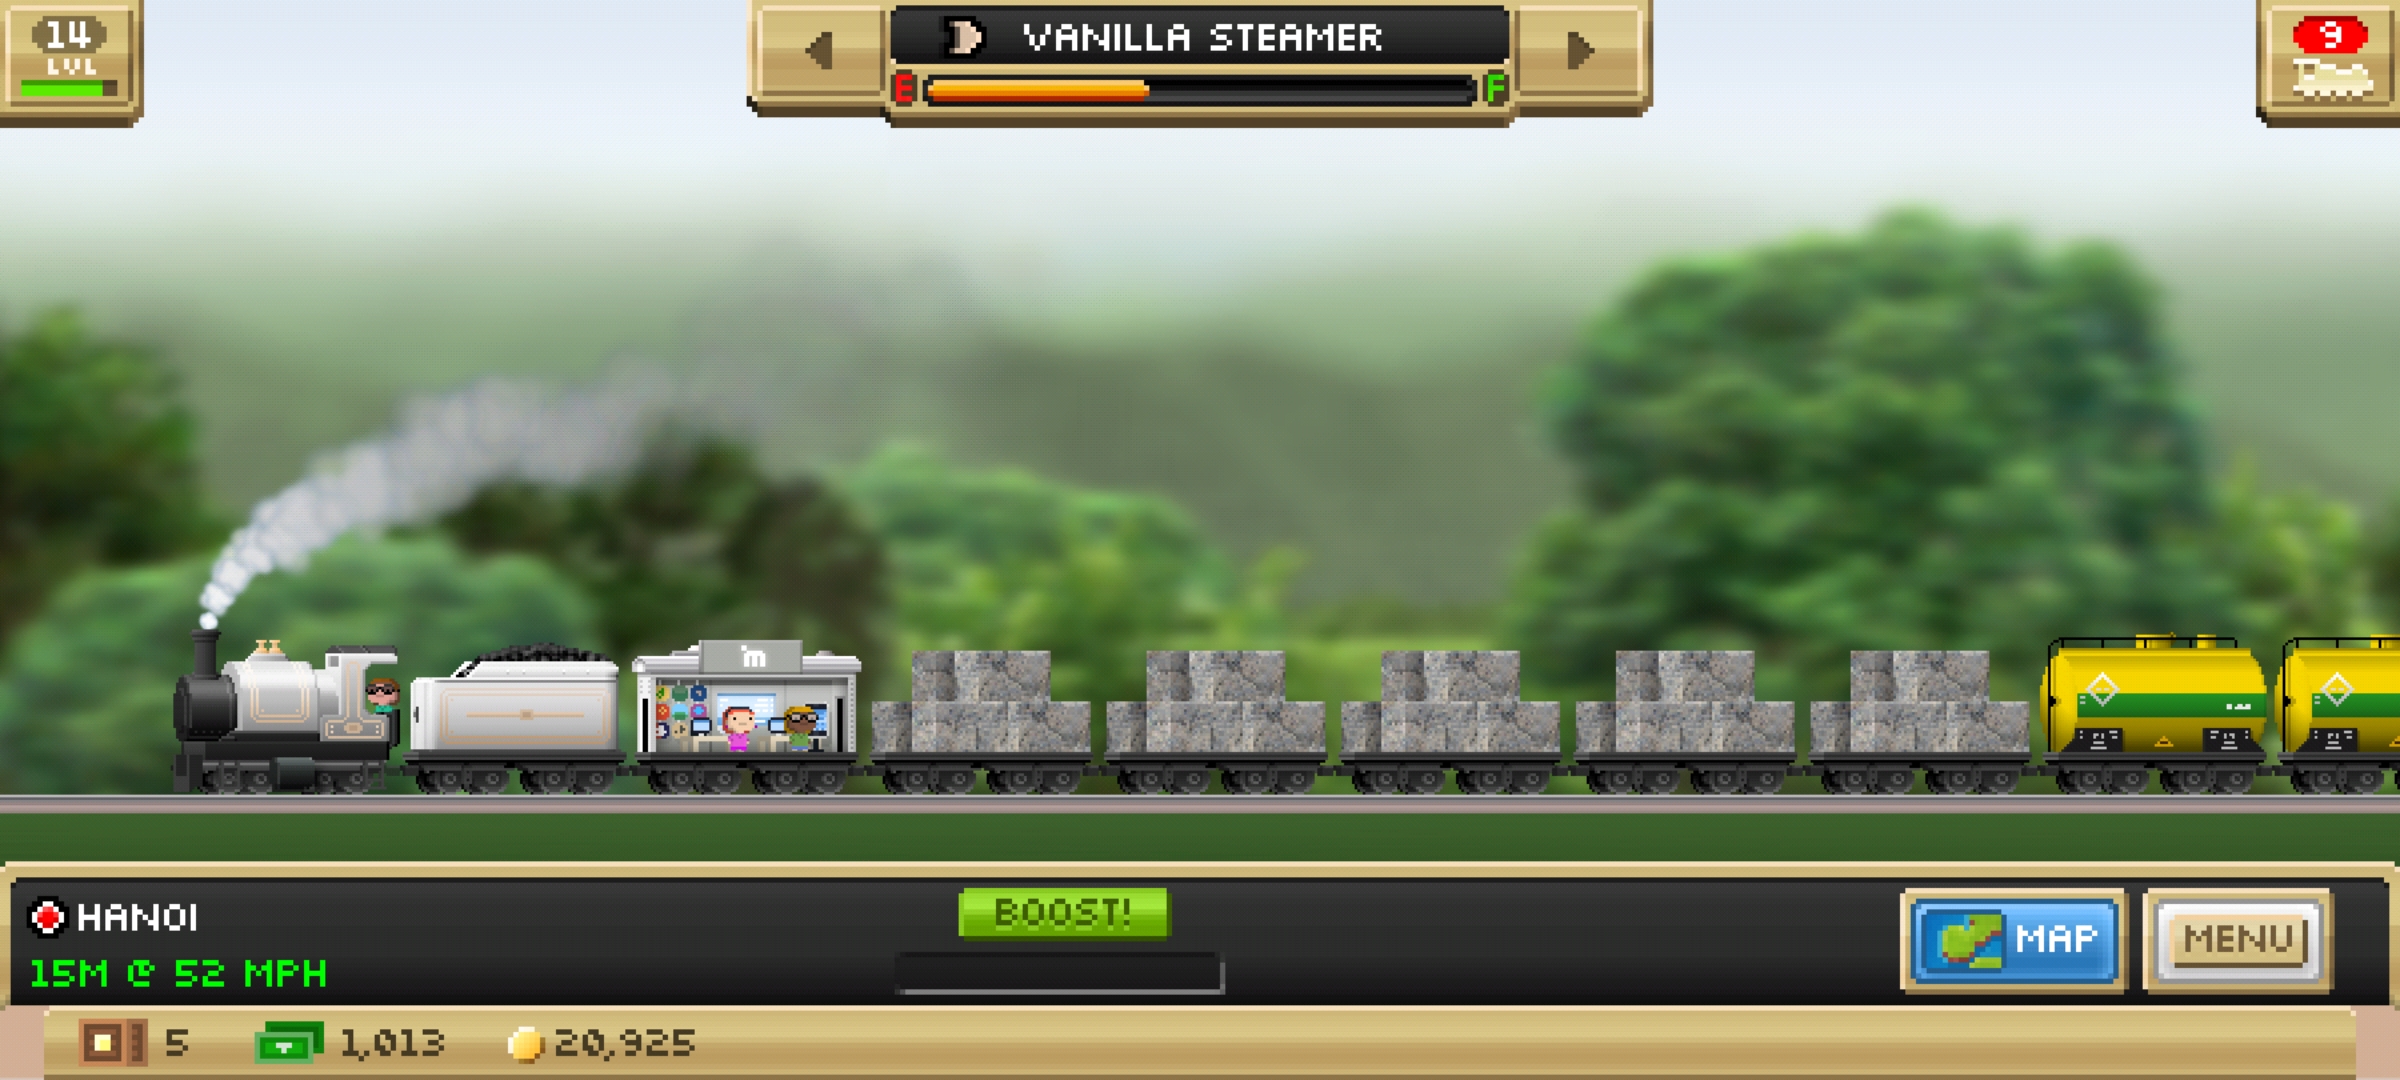 14
LVL
VANILLA STEAMER
E F
9
m
HANOI
BOOST!
15M @ 52 MPH
MAP
MENU
5 1,013 20,925